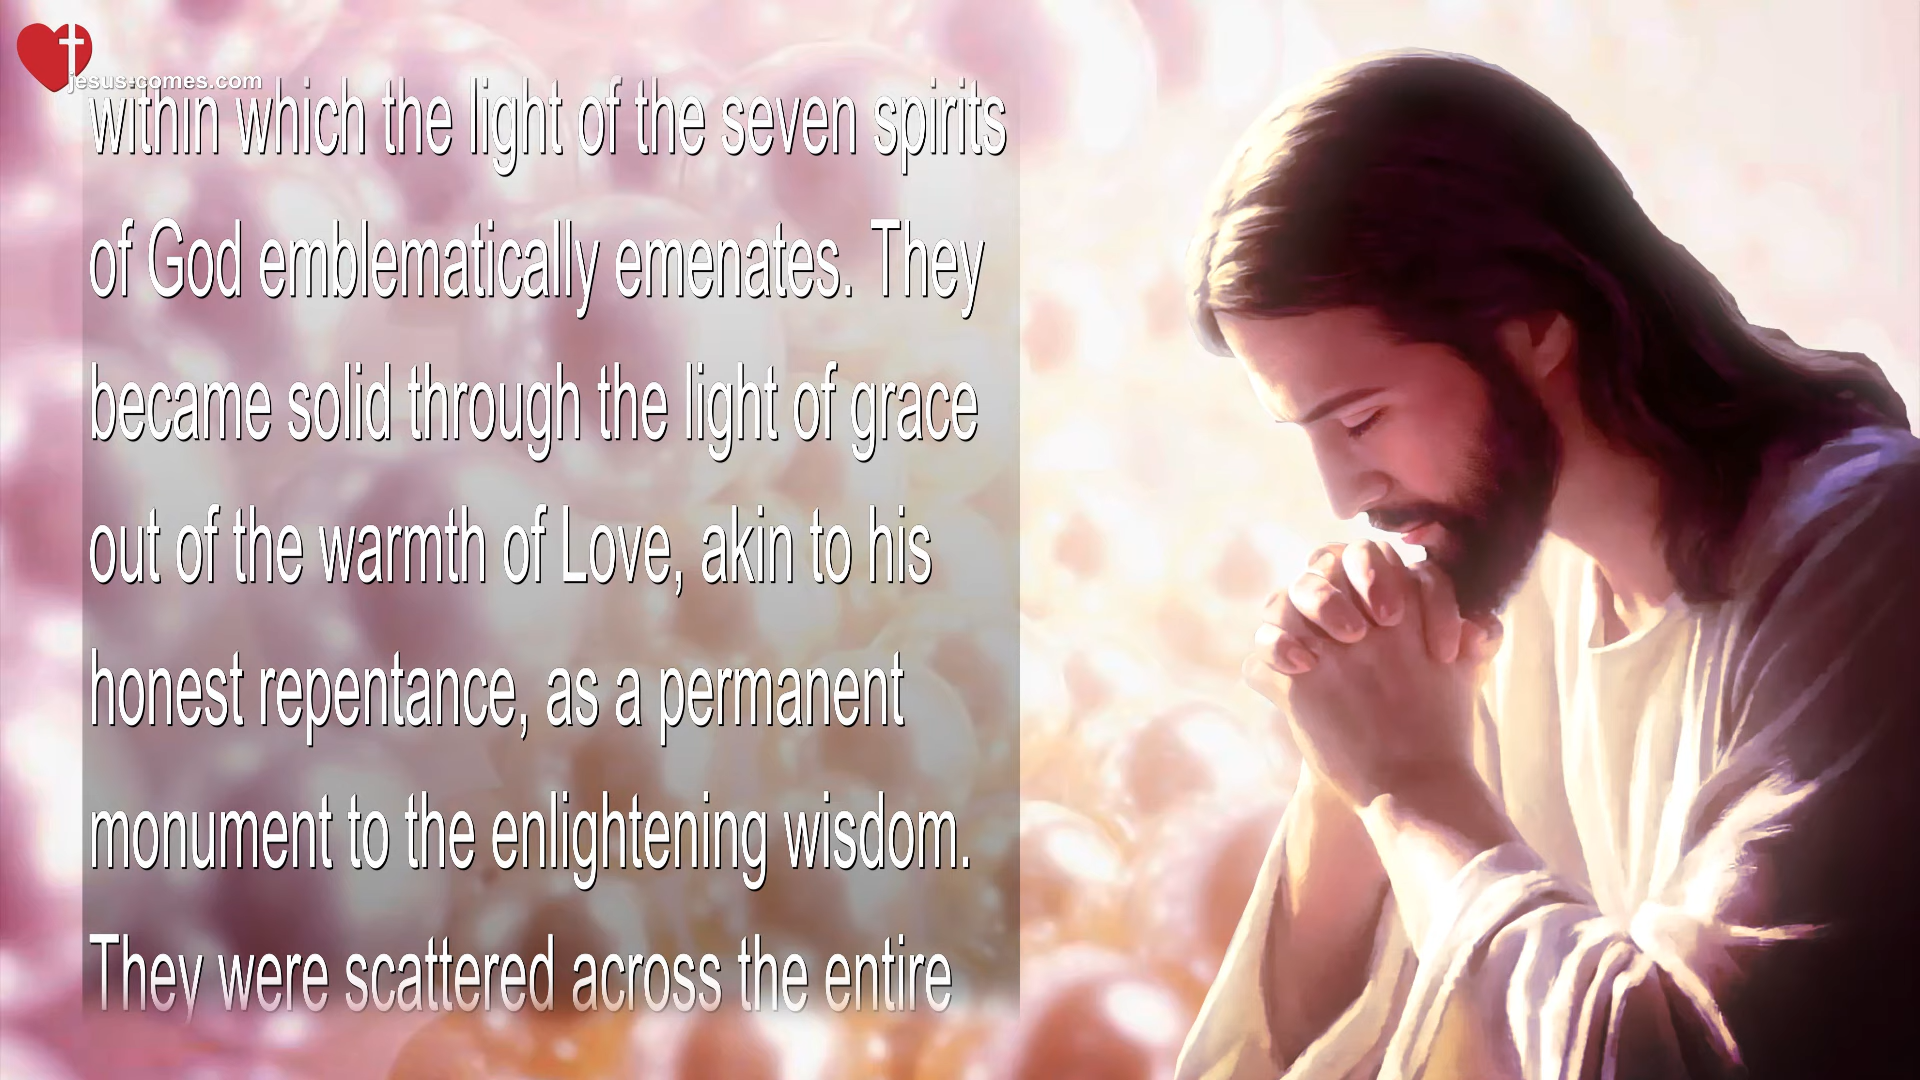 jesus-comes.com
within which the light of the seven spirits
of God emblematically emenates. They
became solid through the light of grace
out of the warmth of Love, akin to his
honest repentance, as a permanent
monument to the enlightening wisdom.
They were scattered across the entire